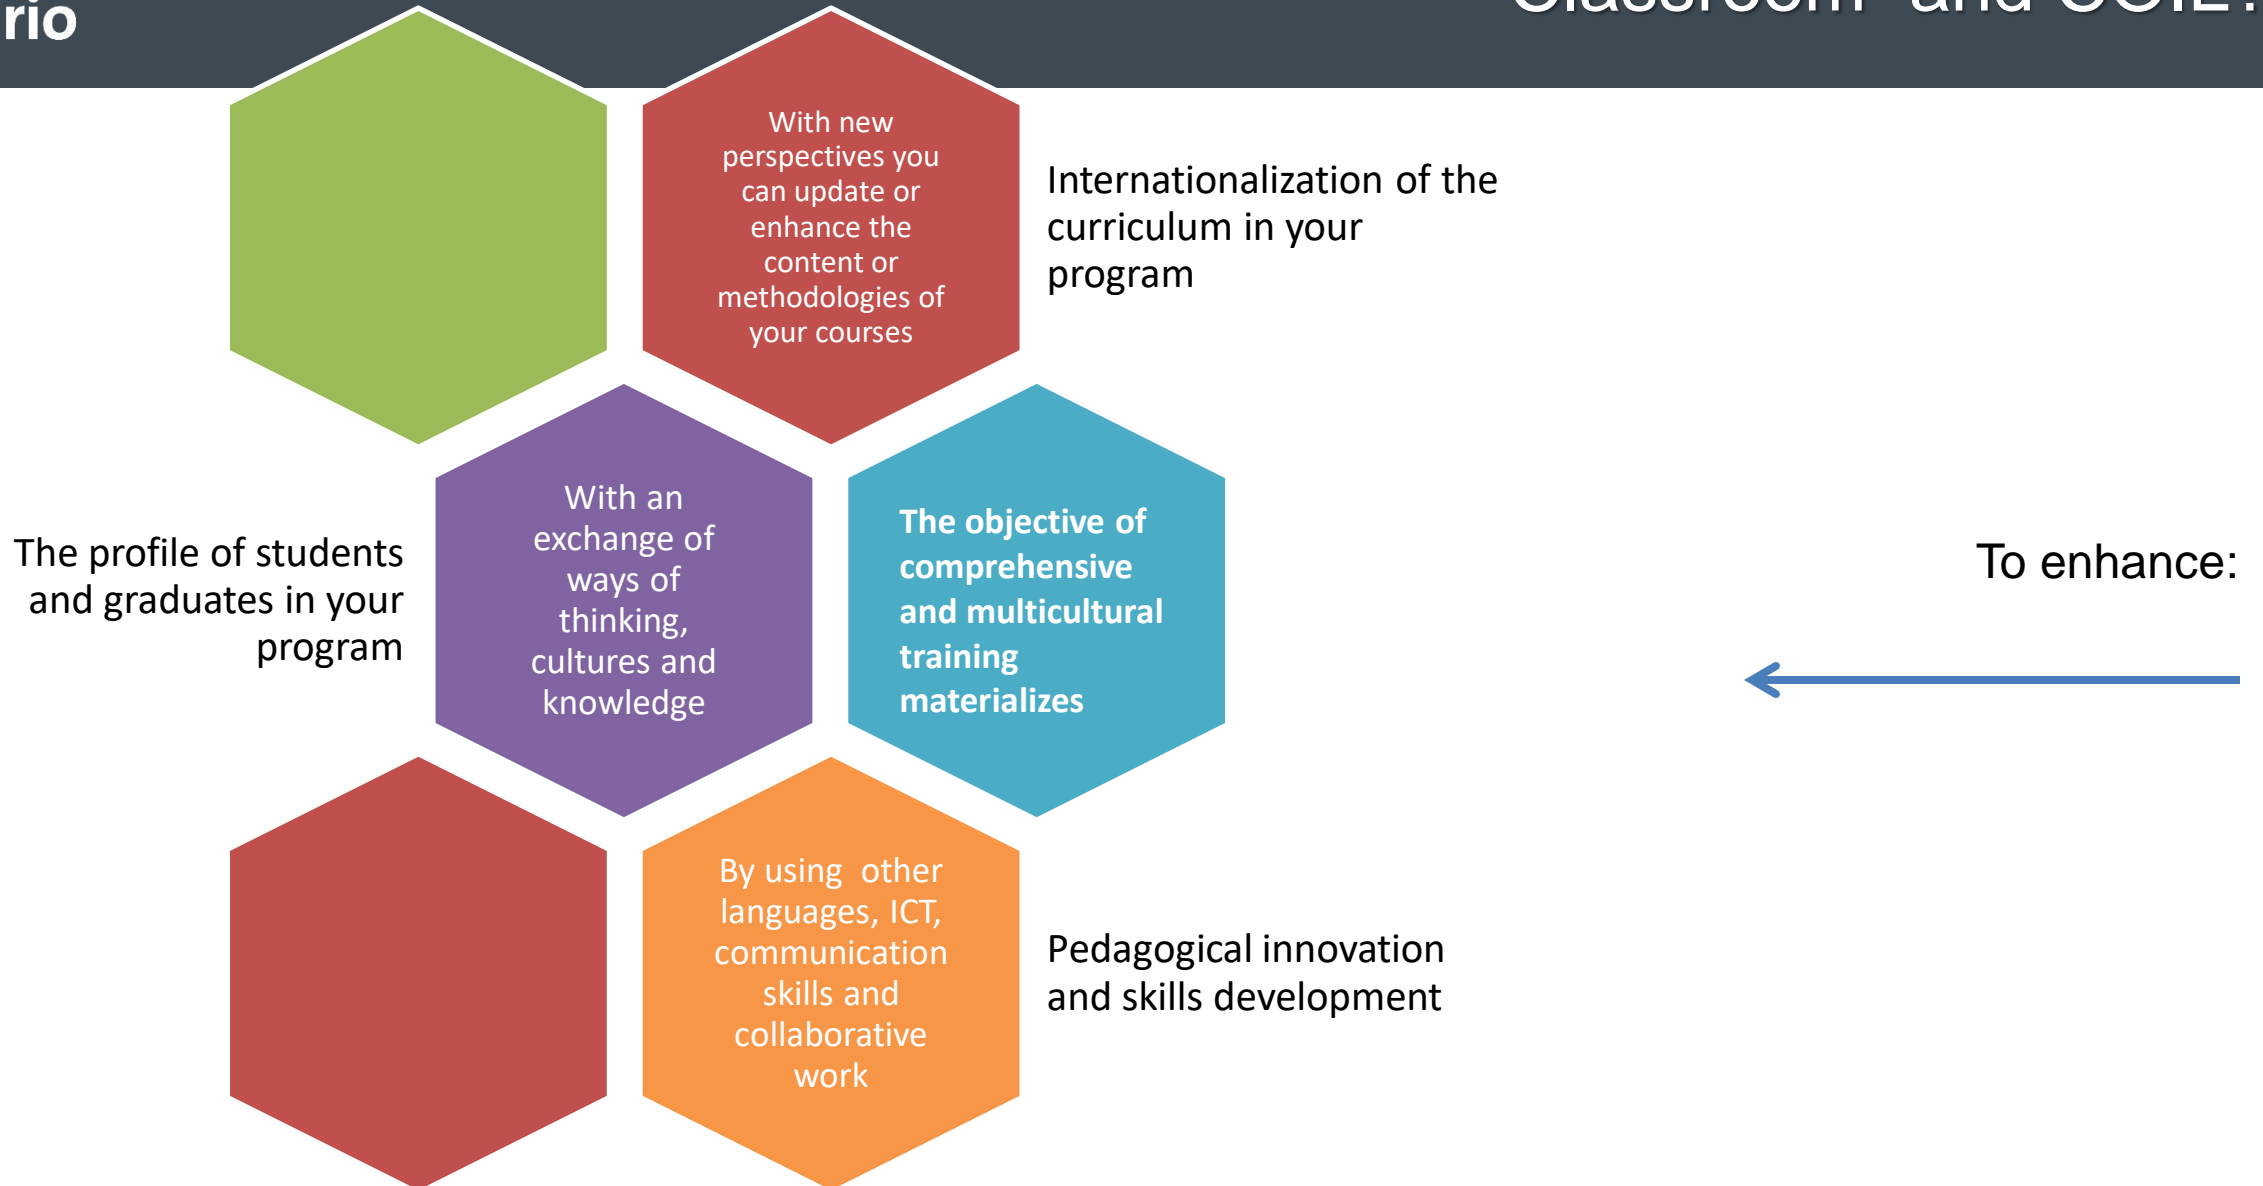 rio
Classroom and COIL?
With new
perspectives you
can update or
enhance the
content or
methodologies of
your courses
Internationalization of the
curriculum in your
program
The profile of students
and graduates in your
program
With an
exchange of
ways of
thinking,
cultures and
knowledge
The objective of
comprehensive
and multicultural
training
materializes
To enhance:
By using  other
languages, ICT,
communication
skills and
collaborative
work
Pedagogical innovation
and skills development